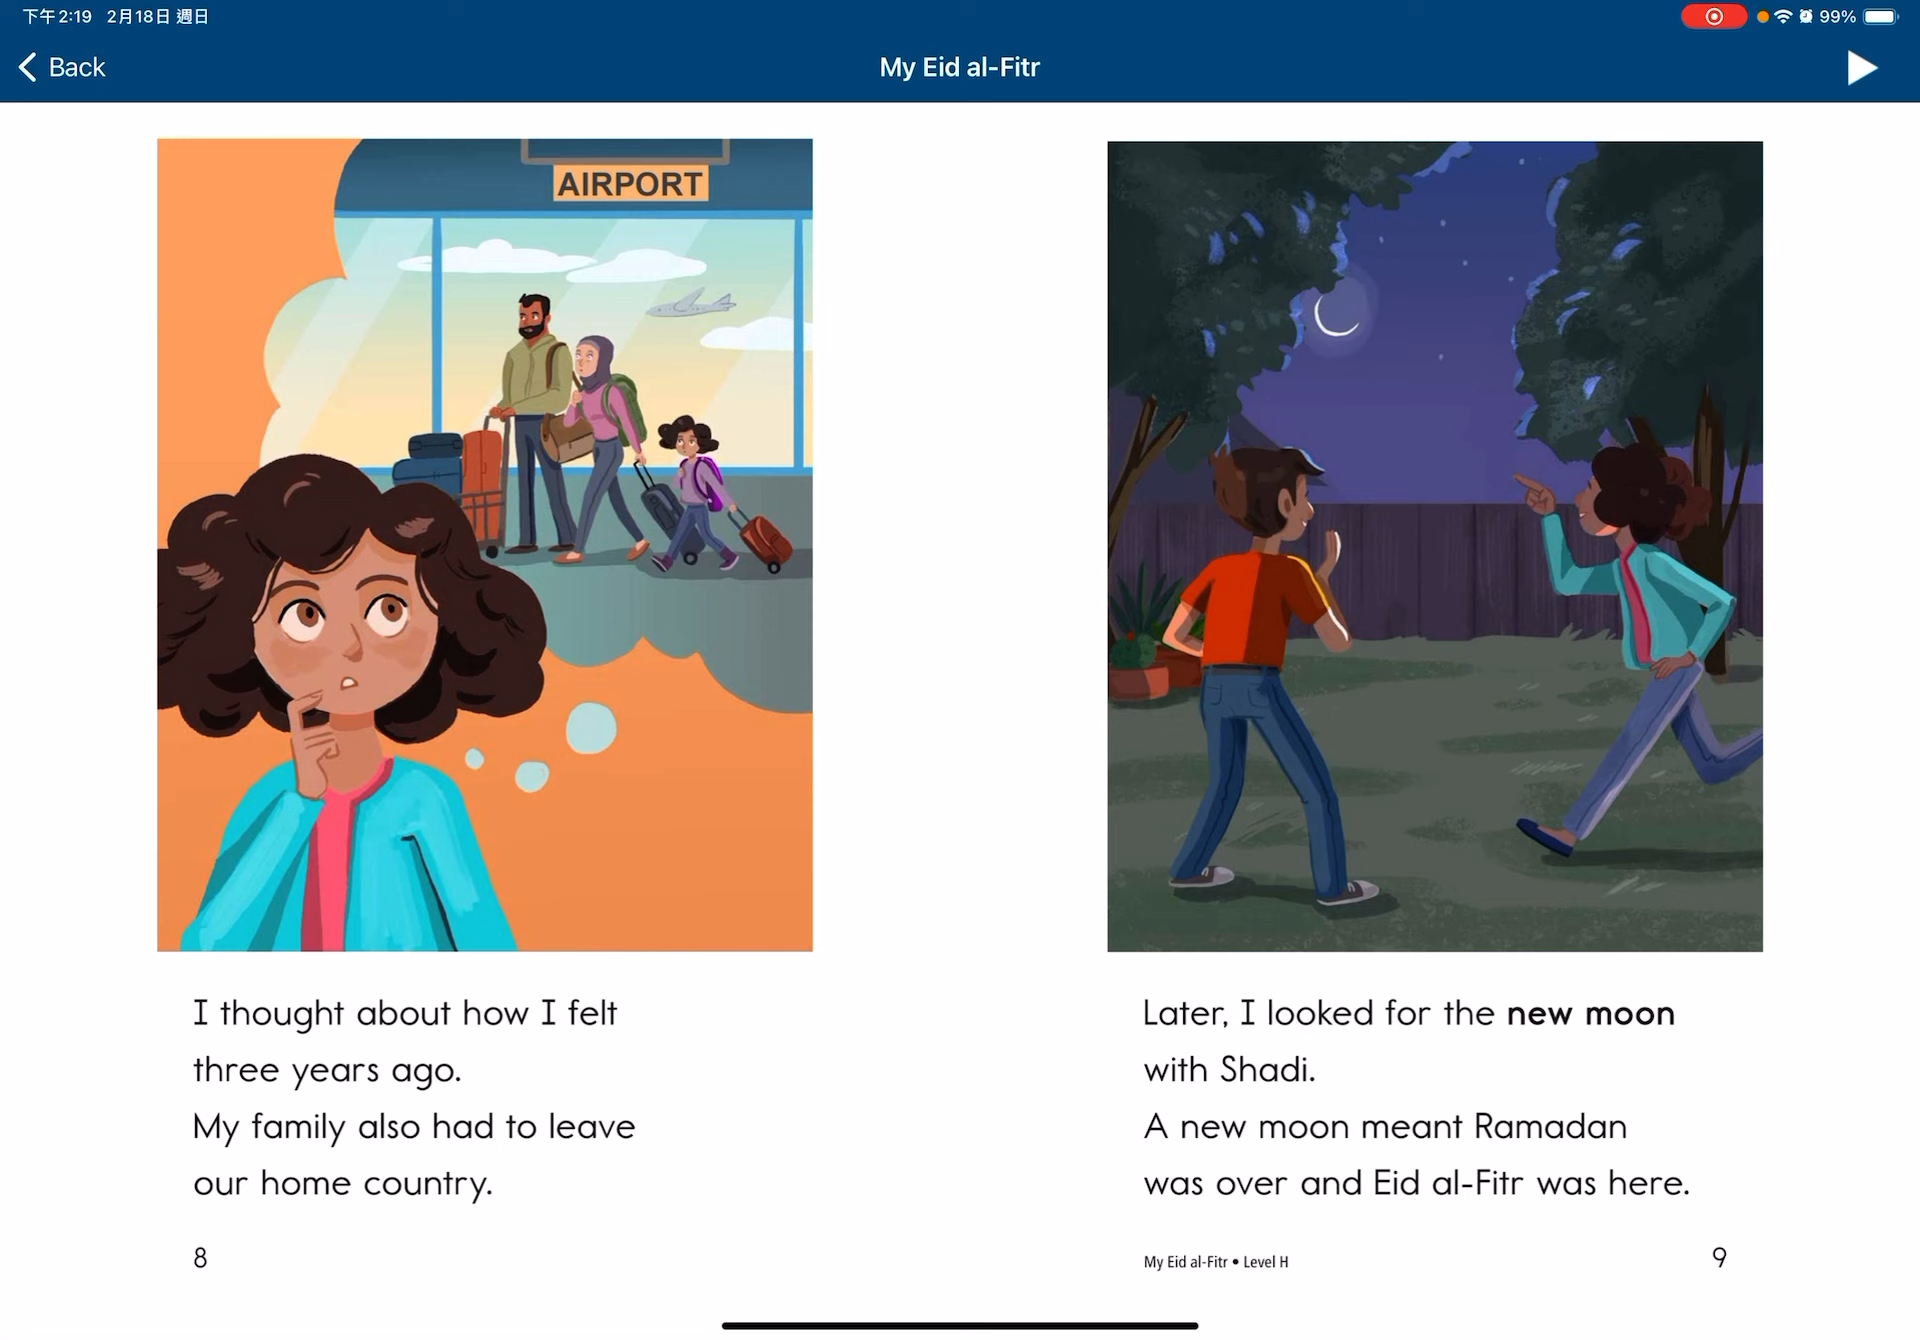 下午2:19 2月18日 週日
99%
Back
My Eid al-Fitr
AIRPORT
I thought about how I felt
three years ago.
My family also had to leave
our home country.
8
Later, I looked for the new moon
with Shadi.
A new moon meant Ramadan
was over and Eid al-Fitr was here.
My Eid al-Fitr • Level H
9